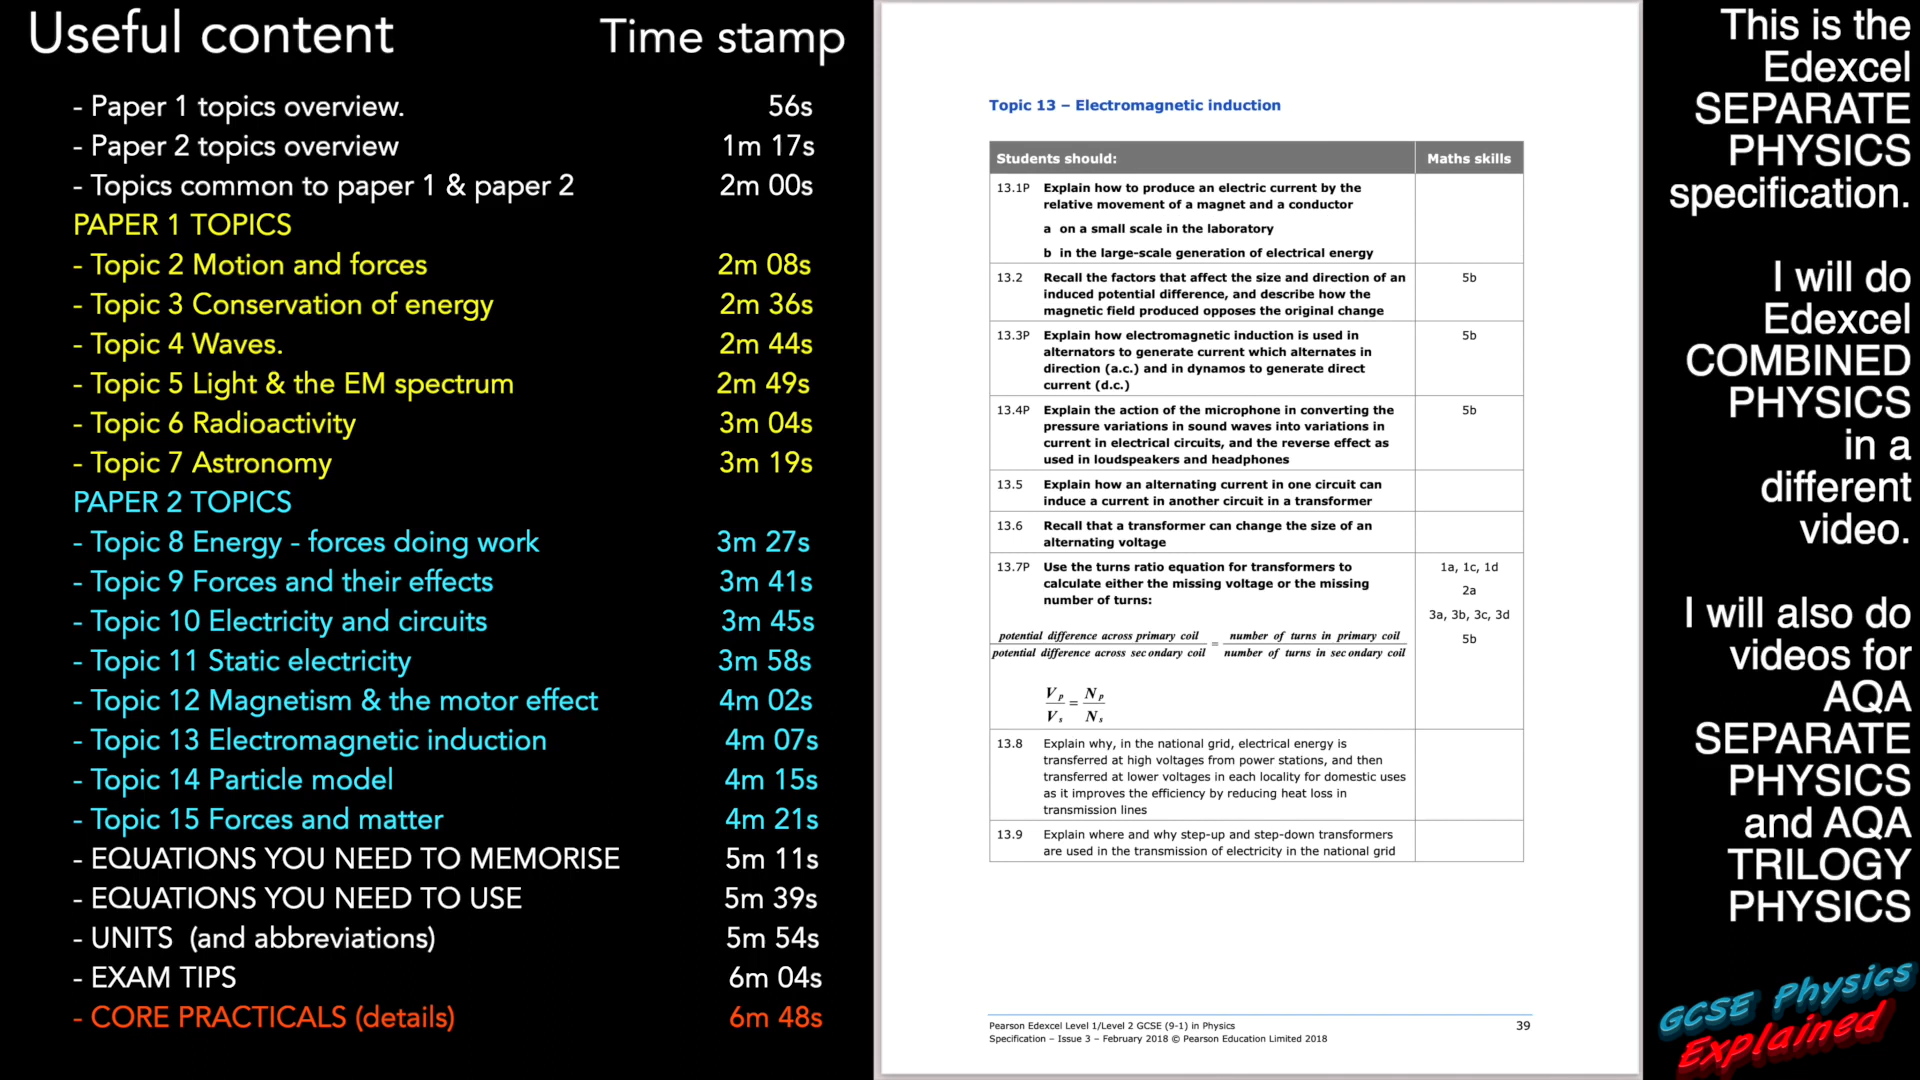 Useful content Time stamp
- Paper 1 topics overview. 56s
- Paper 2 topics overview 1m 17s
- Topics common to paper 1 & paper 2 2m 00s
PAPER 1 TOPICS
- Topic 2 Motion and forces 2m 08s
- Topic 3 Conservation of energy 2m 36s
- Topic 4 Waves. 2m 44s
- Topic 5 Light & the EM spectrum 2m 49s
- Topic 6 Radioactivity 3m 04s
- Topic 7 Astronomy 3m 19s
PAPER 2 TOPICS
- Topic 8 Energy - forces doing work 3m 27s
- Topic 9 Forces and their effects 3m 41s
- Topic 10 Electricity and circuits 3m 45s
- Topic 11 Static electricity 3m 58s
- Topic 12 Magnetism & the motor effect 4m 02s
- Topic 13 Electromagnetic induction 4m 07s
- Topic 14 Particle model 4m 15s
- Topic 15 Forces and matter 4m 21s
- EQUATIONS YOU NEED TO MEMORISE 5m 11s
- EQUATIONS YOU NEED TO USE 5m 39s
- UNITS (and abbreviations) 5m 54s
- EXAM TIPS 6m 04s
- CORE PRACTICALS (details) 6m 48s
Topic 13 – Electromagnetic induction
Students should: Maths skills
13.1P Explain how to produce an electric current by the
relative movement of a magnet and a conductor
a on a small scale in the laboratory
b in the large-scale generation of electrical energy
13.2 Recall the factors that affect the size and direction of an 5b
induced potential difference, and describe how the
magnetic field produced opposes the original change
13.3P Explain how electromagnetic induction is used in 5b
alternators to generate current which alternates in
direction (a.c.) and in dynamos to generate direct
current (d.c.)
13.4P Explain the action of the microphone in converting the 5b
pressure variations in sound waves into variations in
current in electrical circuits, and the reverse effect as
used in loudspeakers and headphones
13.5 Explain how an alternating current in one circuit can
induce a current in another circuit in a transformer
13.6 Recall that a transformer can change the size of an
alternating voltage
13.7P Use the turns ratio equation for transformers to 1a, 1c, 1d
calculate either the missing voltage or the missing 2a
number of turns: 3a, 3b, 3c, 3d
5b
potential difference across primary coil = number of turns in primary coil
potential difference across sec ondary coil number of turns in sec ondary coil
V p = N p
V s N s
13.8 Explain why, in the national grid, electrical energy is
transferred at high voltages from power stations, and then
transferred at lower voltages in each locality for domestic uses
as it improves the efficiency by reducing heat loss in
transmission lines
13.9 Explain where and why step-up and step-down transformers
are used in the transmission of electricity in the national grid
Pearson Edexcel Level 1/Level 2 GCSE (9-1) in Physics 39
Specification – Issue 3 – February 2018 © Pearson Education Limited 2018
This is the
Edexcel
SEPARATE
PHYSICS
specification.
I will do
Edexcel
COMBINED
PHYSICS
in a
different
video.
I will also do
videos for
AQA
SEPARATE
PHYSICS
and AQA
TRILOGY
PHYSICS
GCSE Physics
Explained